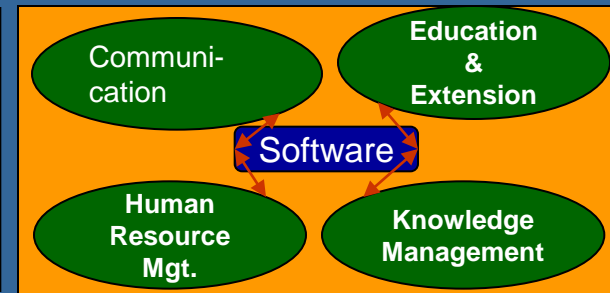 Communi-
cation
Education
&
Extension
Software
Human
Resource
Mgt.
Knowledge
Management